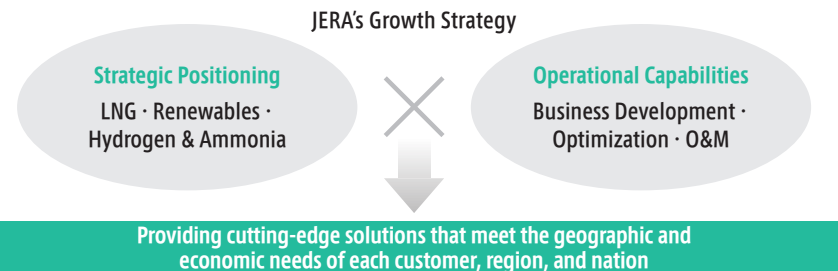 JERA's Growth Strategy
Strategic Positioning
LNG · Renewables ·
Hydrogen & Ammonia
Operational Capabilities
Business Development ·
Optimization · O&M
Providing cutting-edge solutions that meet the geographic and
economic needs of each customer, region, and nation